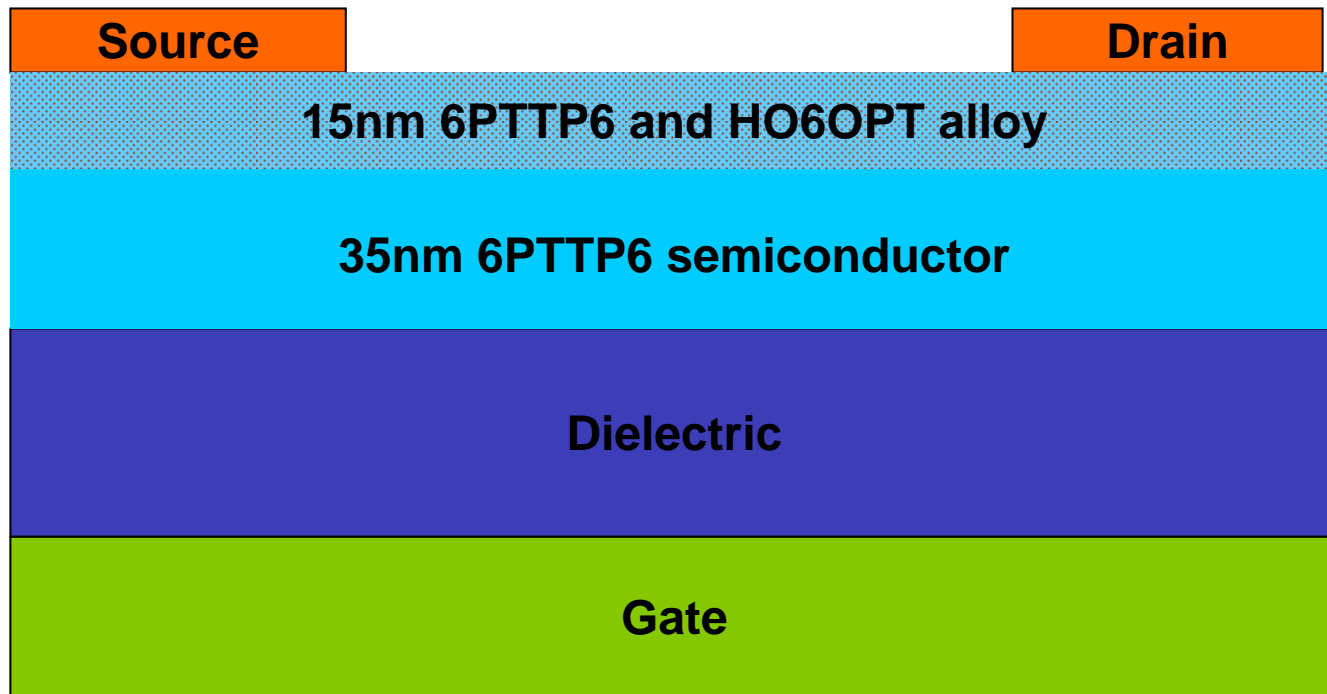 Source
Drain
15nm 6PTTP6 and HO6OPT alloy
35nm 6PTTP6 semiconductor
Dielectric
Gate